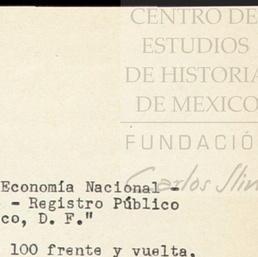 CENTRO DE
ESTUDIOS
DE HISTORIA
DE MEXICO
FUNDACIÓ
Carlos Slim
Economía Nacional -
- Registro Público
co, D. F."
100 frente y vuelta.